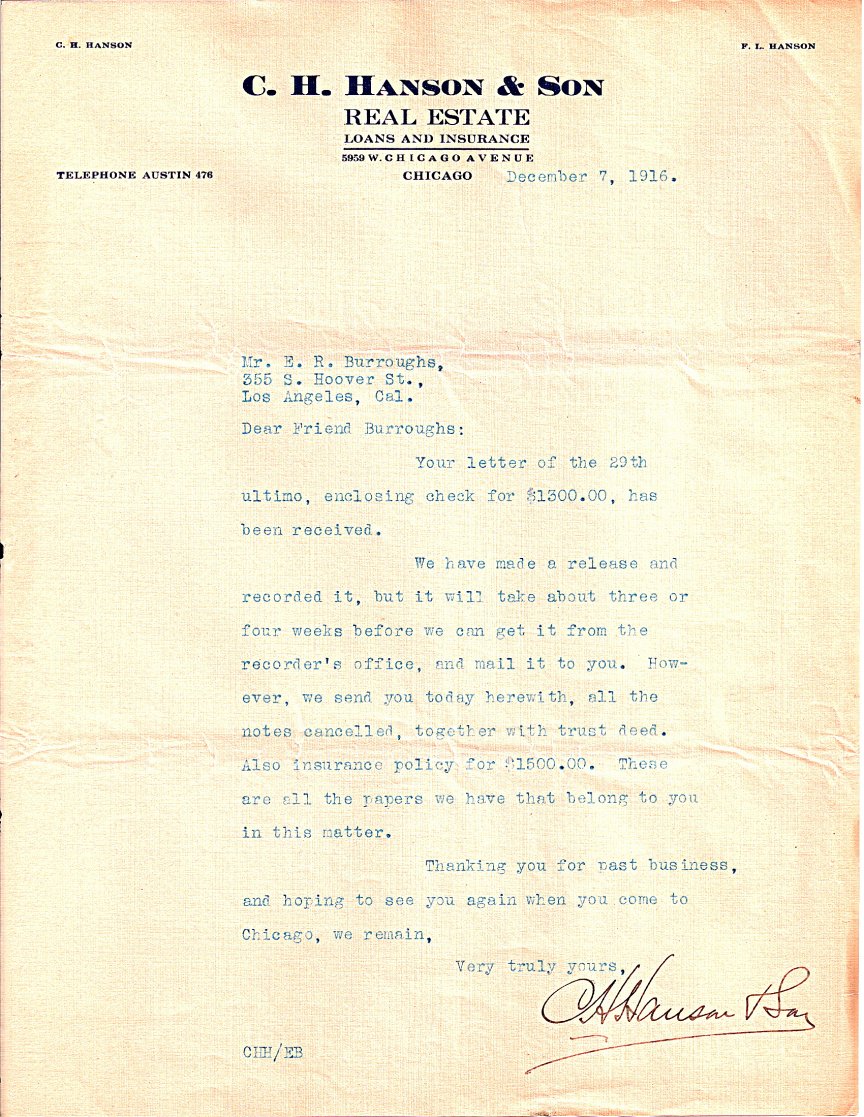 C. H. HANSON
F. L. HANSON
C. H. HANSON & SON
REAL ESTATE
LOANS AND INSURANCE
5959 W. CHICAGO AVENUE
TELEPHONE AUSTIN 476
CHICAGO December 7, 1916.
Mr. E. R. Burroughs,
355 S. Hoover St.,
Los Angeles, Cal.
Dear Friend Burroughs:
Your letter of the 29th
ultimo, enclosing check for $1300.00, has
been received.
We have made a release and
recorded it, but it will take about three or
four weeks before we can get it from the
recorder's office, and mail it to you. How-
ever, we send you today herewith, all the
notes cancelled, together with trust deed.
Also insurance policy for $1500.00. These
are all the papers we have that belong to you
in this matter.
Thanking you for past business,
and hoping to see you again when you come to
Chicago, we remain,
Very truly yours,
C H Hanson & Son
CHH/EB